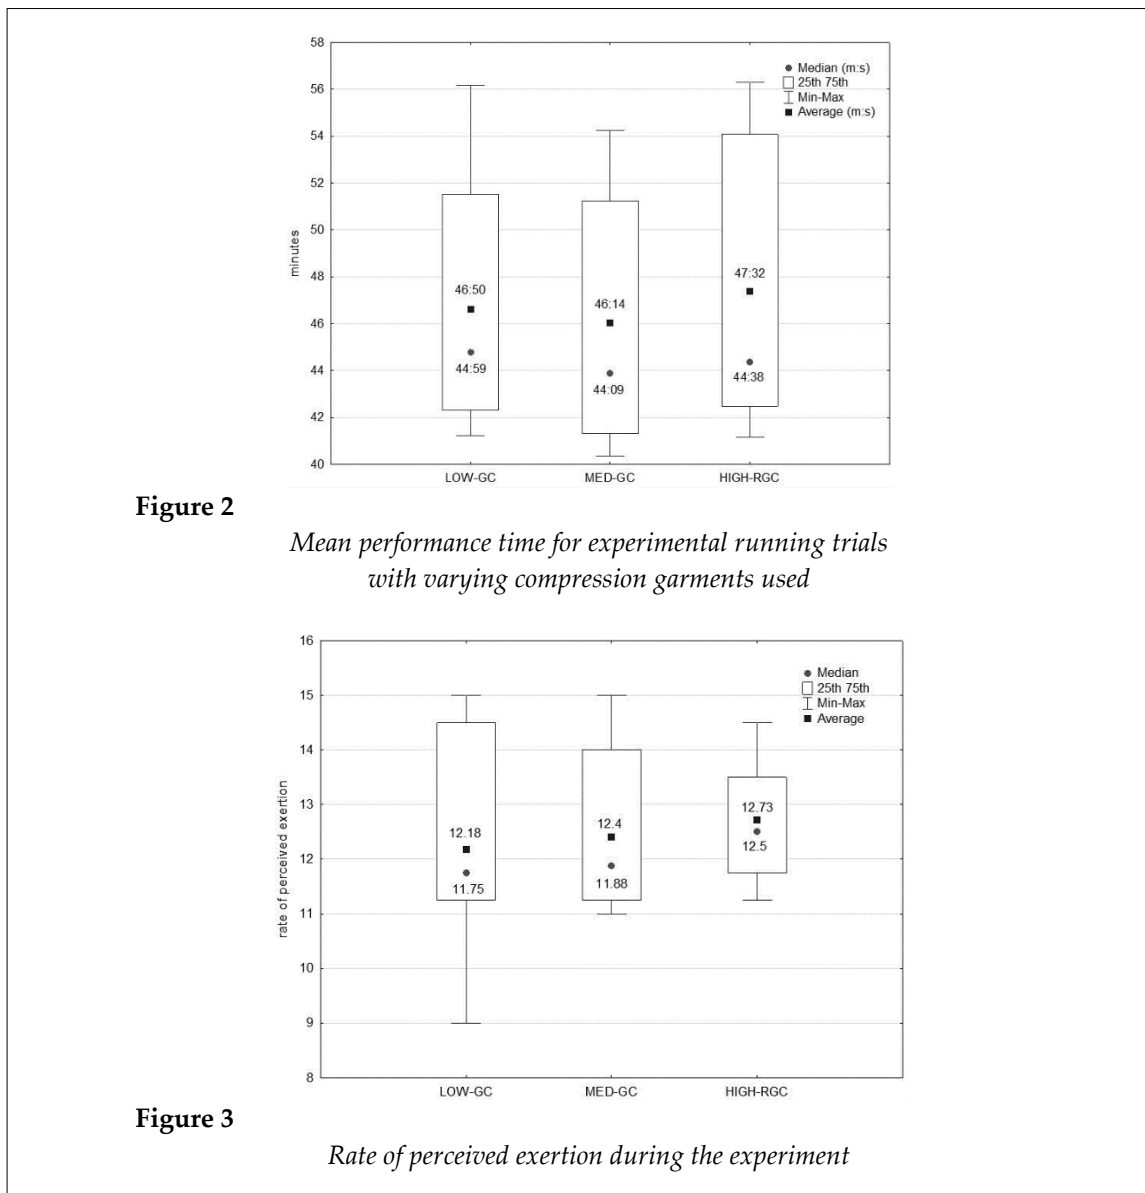 58
56
54
52
50
48
46
44
42
40
minutes
Median (m:s)
25th 75th
Min-Max
Average (m:s)
46:50
44:59
46:14
44:09
47:32
44:38
LOW-GC MED-GC HIGH-RGC
Figure 2
Mean performance time for experimental running trials
with varying compression garments used
16
15
14
13
12
11
10
9
8
rate of perceived exertion
Median
25th 75th
Min-Max
Average
12.18
11.75
12.4
11.88
12.73
12.5
LOW-GC MED-GC HIGH-RGC
Figure 3
Rate of perceived exertion during the experiment